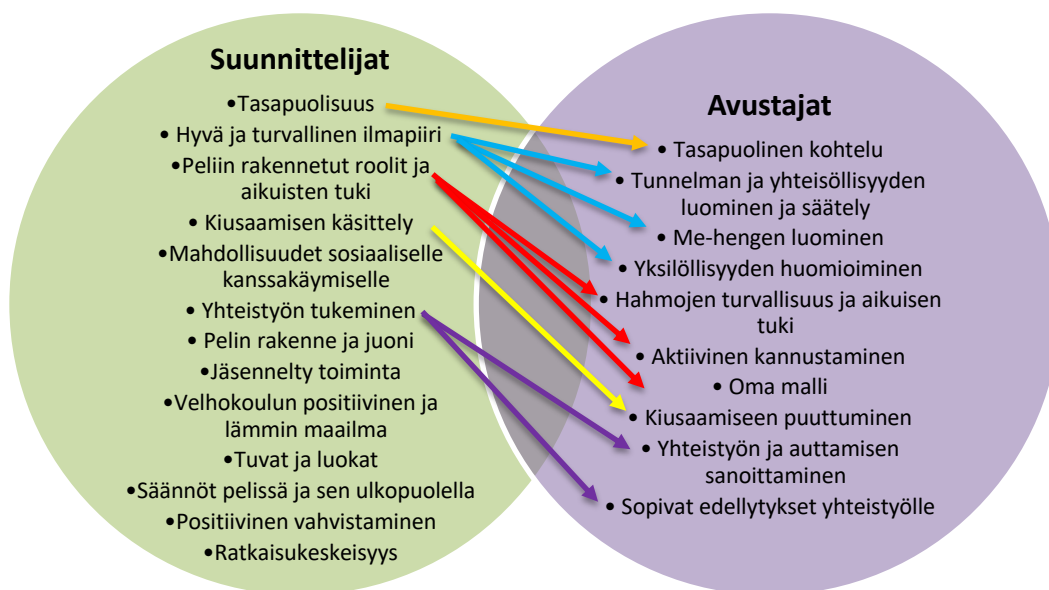 Suunnittelijat
•Tasapuolisuus
• Hyvä ja turvallinen ilmapiiri
•Peliin rakennetut roolit ja
aikuisten tuki
• Kiusaamisen käsittely
•Mahdollisuudet sosiaaliselle
kanssakäymiselle
• Yhteistyön tukeminen
• Pelin rakenne ja juoni
•Jäsennelty toiminta
•Velhokoulun positiivinen ja
lämmin maailma
•Tuvat ja luokat
•Säännöt pelissä ja sen ulkopuolella
•Positiivinen vahvistaminen
•Ratkaisukeskeisyys
Avustajat
• Tasapuolinen kohtelu
• Tunnelman ja yhteisöllisyyden
luominen ja säätely
• Me-hengen luominen
• Yksilöllisyyden huomioiminen
• Hahmojen turvallisuus ja aikuisen
tuki
• Aktiivinen kannustaminen
• Oma malli
• Kiusaamiseen puuttuminen
• Yhteistyön ja auttamisen
sanoittaminen
• Sopivat edellytykset yhteistyölle